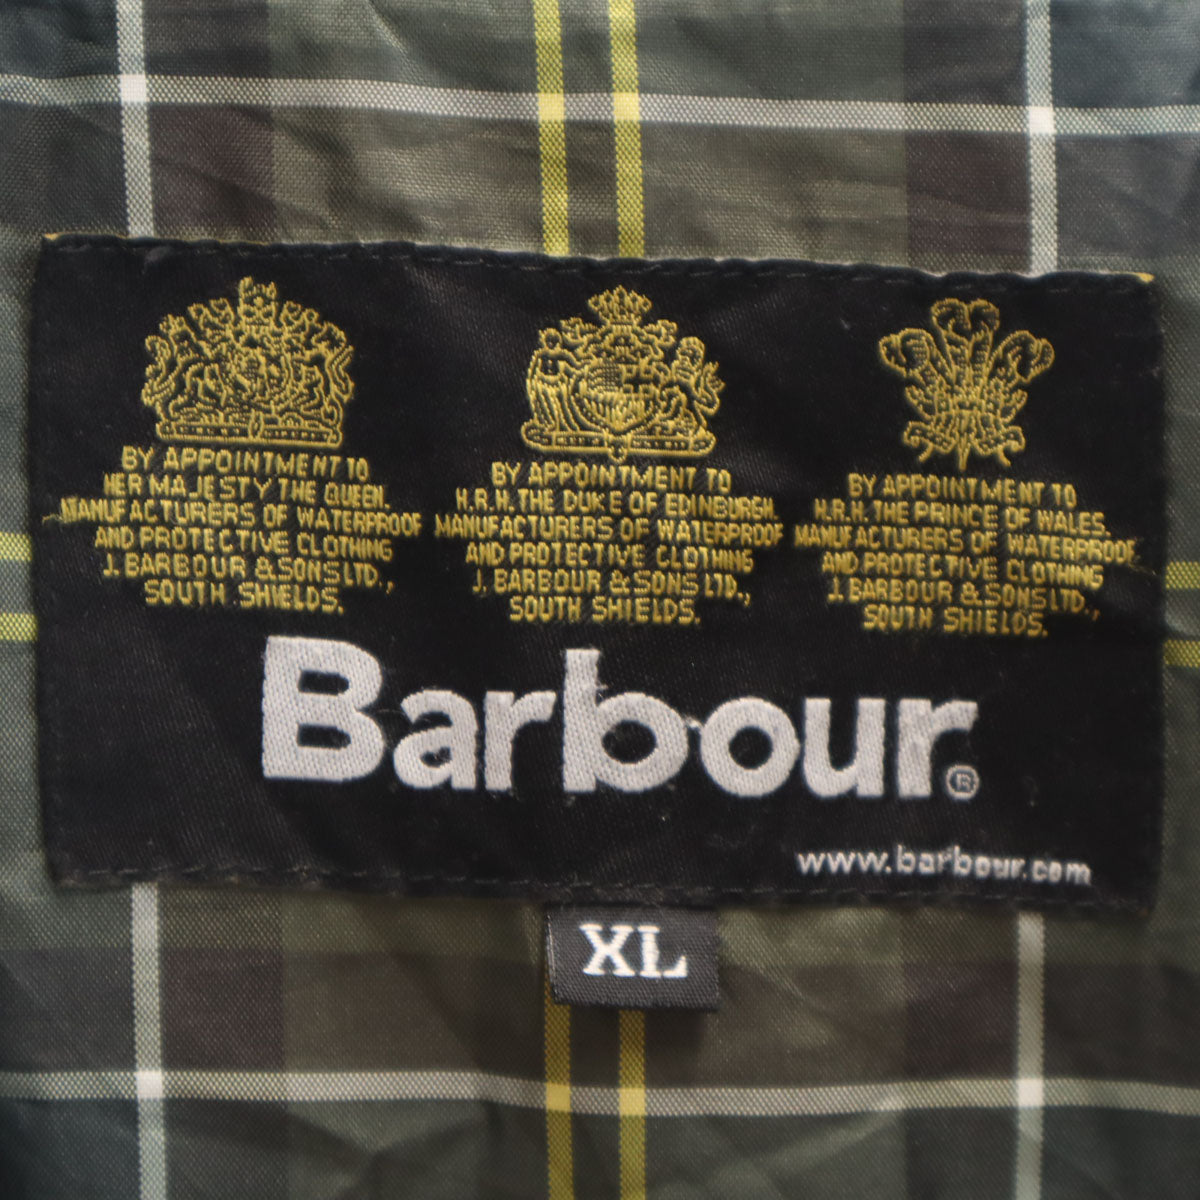 BY APPOINTMENT TO
HER MAJESTY THE QUEEN.
MANUFACTURERS OF WATERPROOF
AND PROTECTIVE CLOTHING
J. BARBOUR & SONS LTD.,
SOUTH SHIELDS.
BY APPOINTMENT TO
H.R.H. THE DUKE OF EDINBURGH
MANUFACTURERS OF WATERPROOF
AND PROTECTIVE CLOTHING
J. BARBOUR & SONS LTD.,
SOUTH SHIELDS.
BY APPOINTMENT TO
H.R.H. THE PRINCE OF WALES.
MANUFACTURERS OF WATERPROOF
AND PROTECTIVE CLOTHING
J. BARBOUR & SONS LTD.,
SOUTH SHIELDS.
Barbour®
www.barbour.com
XL